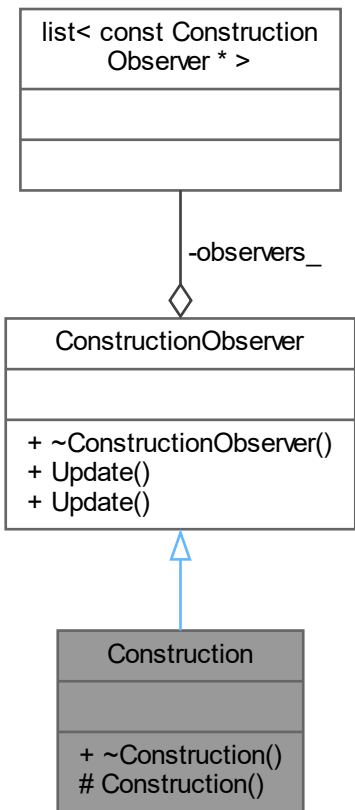 list< const Construction
Observer * >
-observers_
ConstructionObserver
+ ~ConstructionObserver()
+ Update()
+ Update()
Construction
+ ~Construction()
# Construction()